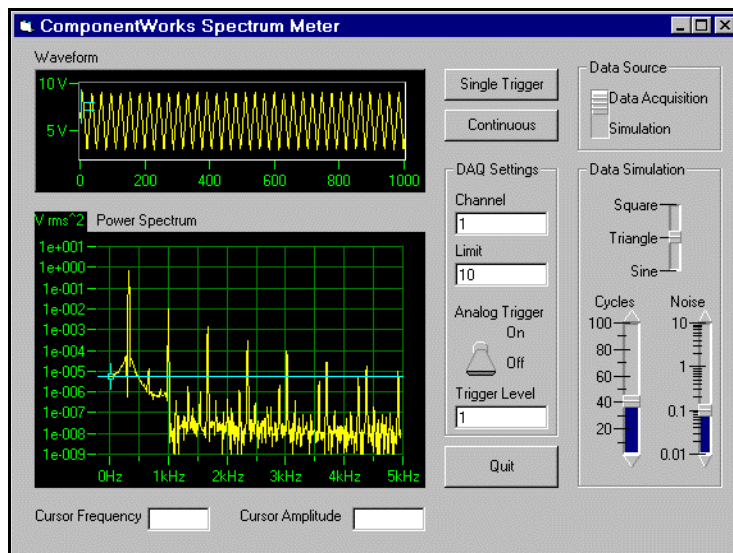 ComponentWorks Spectrum Meter
Waveform
10 V
5 V
0 200 400 600 800 1000
V rms^2 Power Spectrum
1e+001
1e+000
1e-001
1e-002
1e-003
1e-004
1e-005
1e-006
1e-007
1e-008
1e-009
0Hz 1kHz 2kHz 3kHz 4kHz 5kHz
Cursor Frequency
Cursor Amplitude
Single Trigger
Continuous
DAQ Settings
Channel
1
Limit
10
Analog Trigger
On
Off
Trigger Level
1
Quit
Data Source
Data Acquisition
Simulation
Data Simulation
Square
Triangle
Sine
Cycles
100
80
60
40
20
Noise
10
1
0.1
0.01